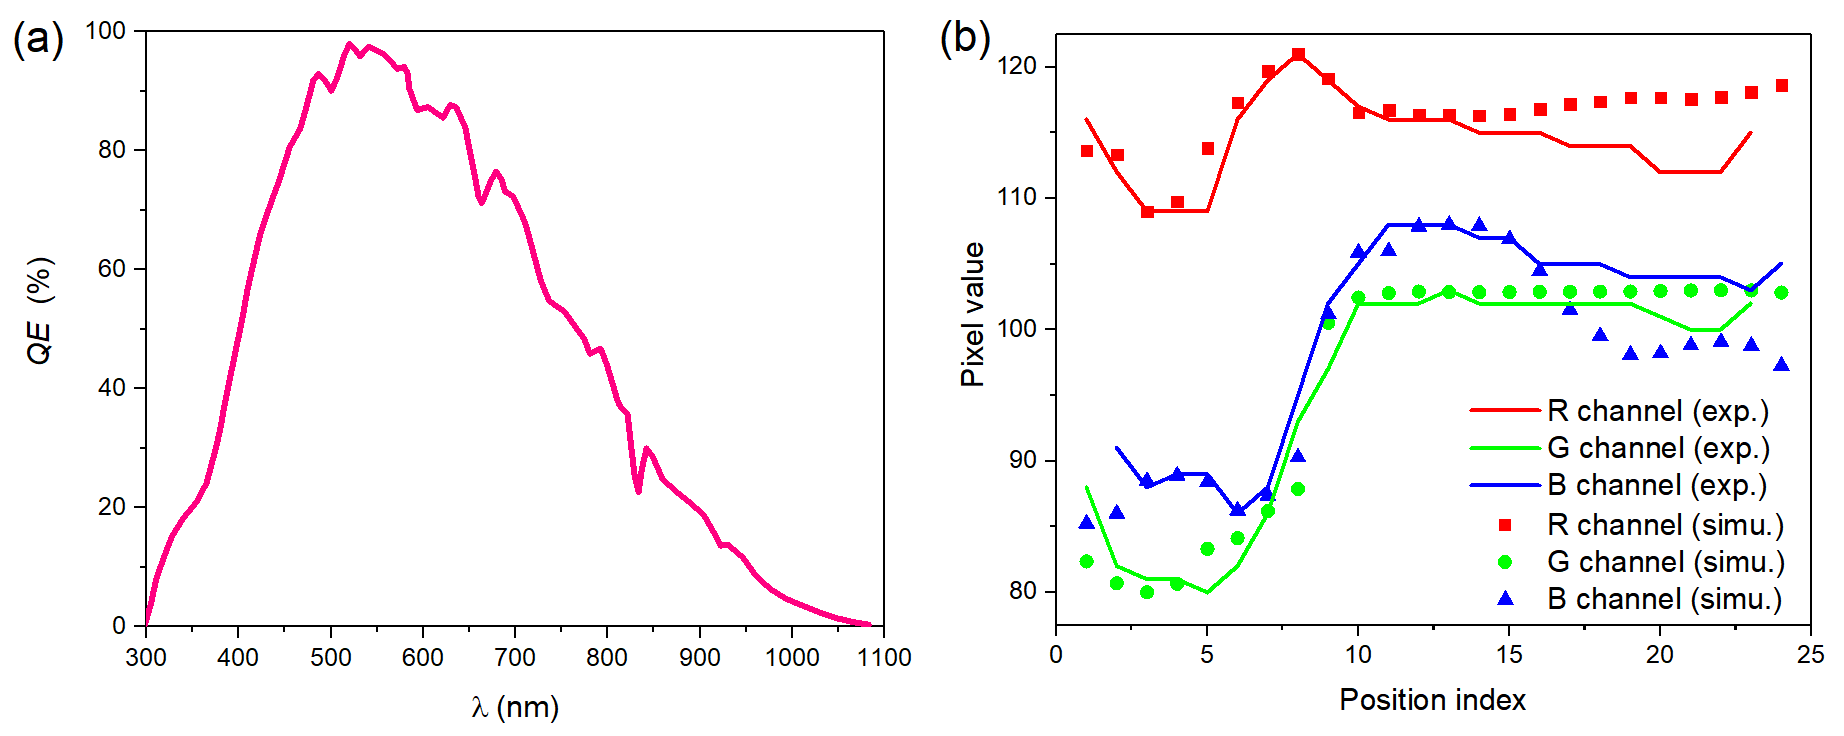 (a)
100
80
60
40
20
0
QE (%)
300 400 500 600 700 800 900 1000 1100
λ (nm)
(b)
120
110
100
90
80
Pixel value
R channel (exp.)
G channel (exp.)
B channel (exp.)
R channel (simu.)
G channel (simu.)
B channel (simu.)
0 5 10 15 20 25
Position index